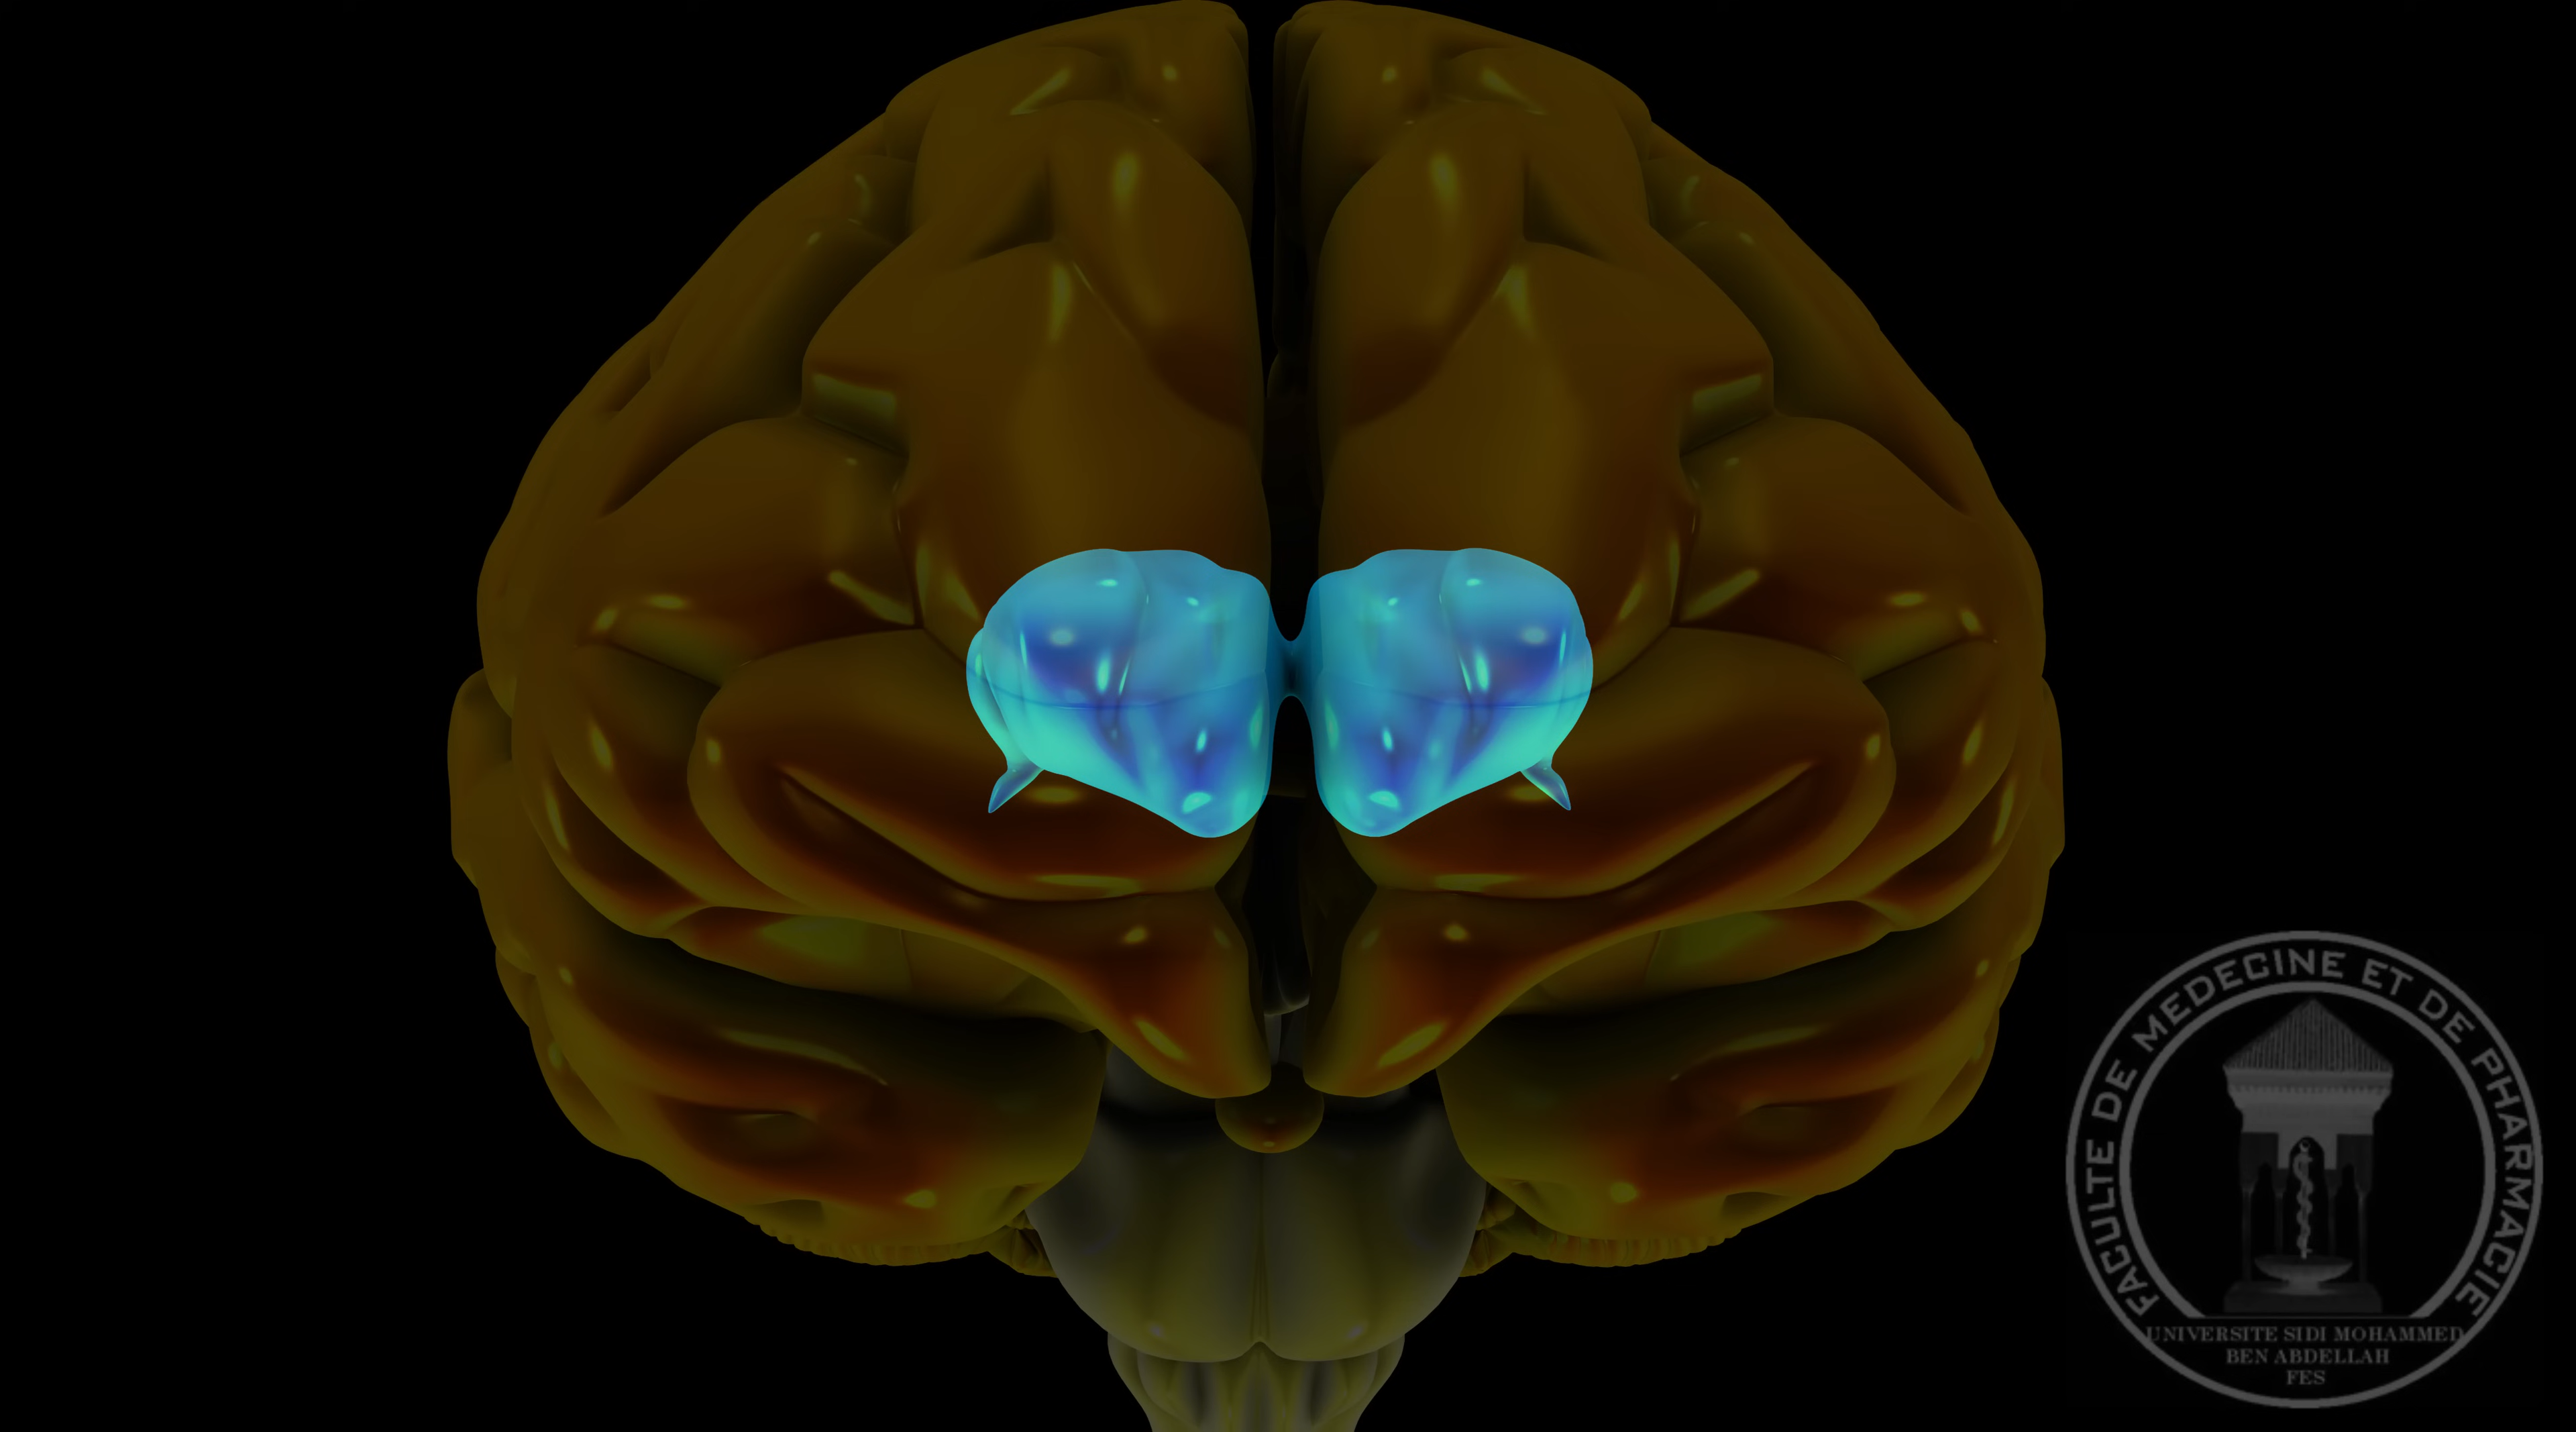 FACULTE DE MEDECINE ET DE PHARMACIE
UNIVERSITE SIDI MOHAMMED
BEN ABDELLAH
FES